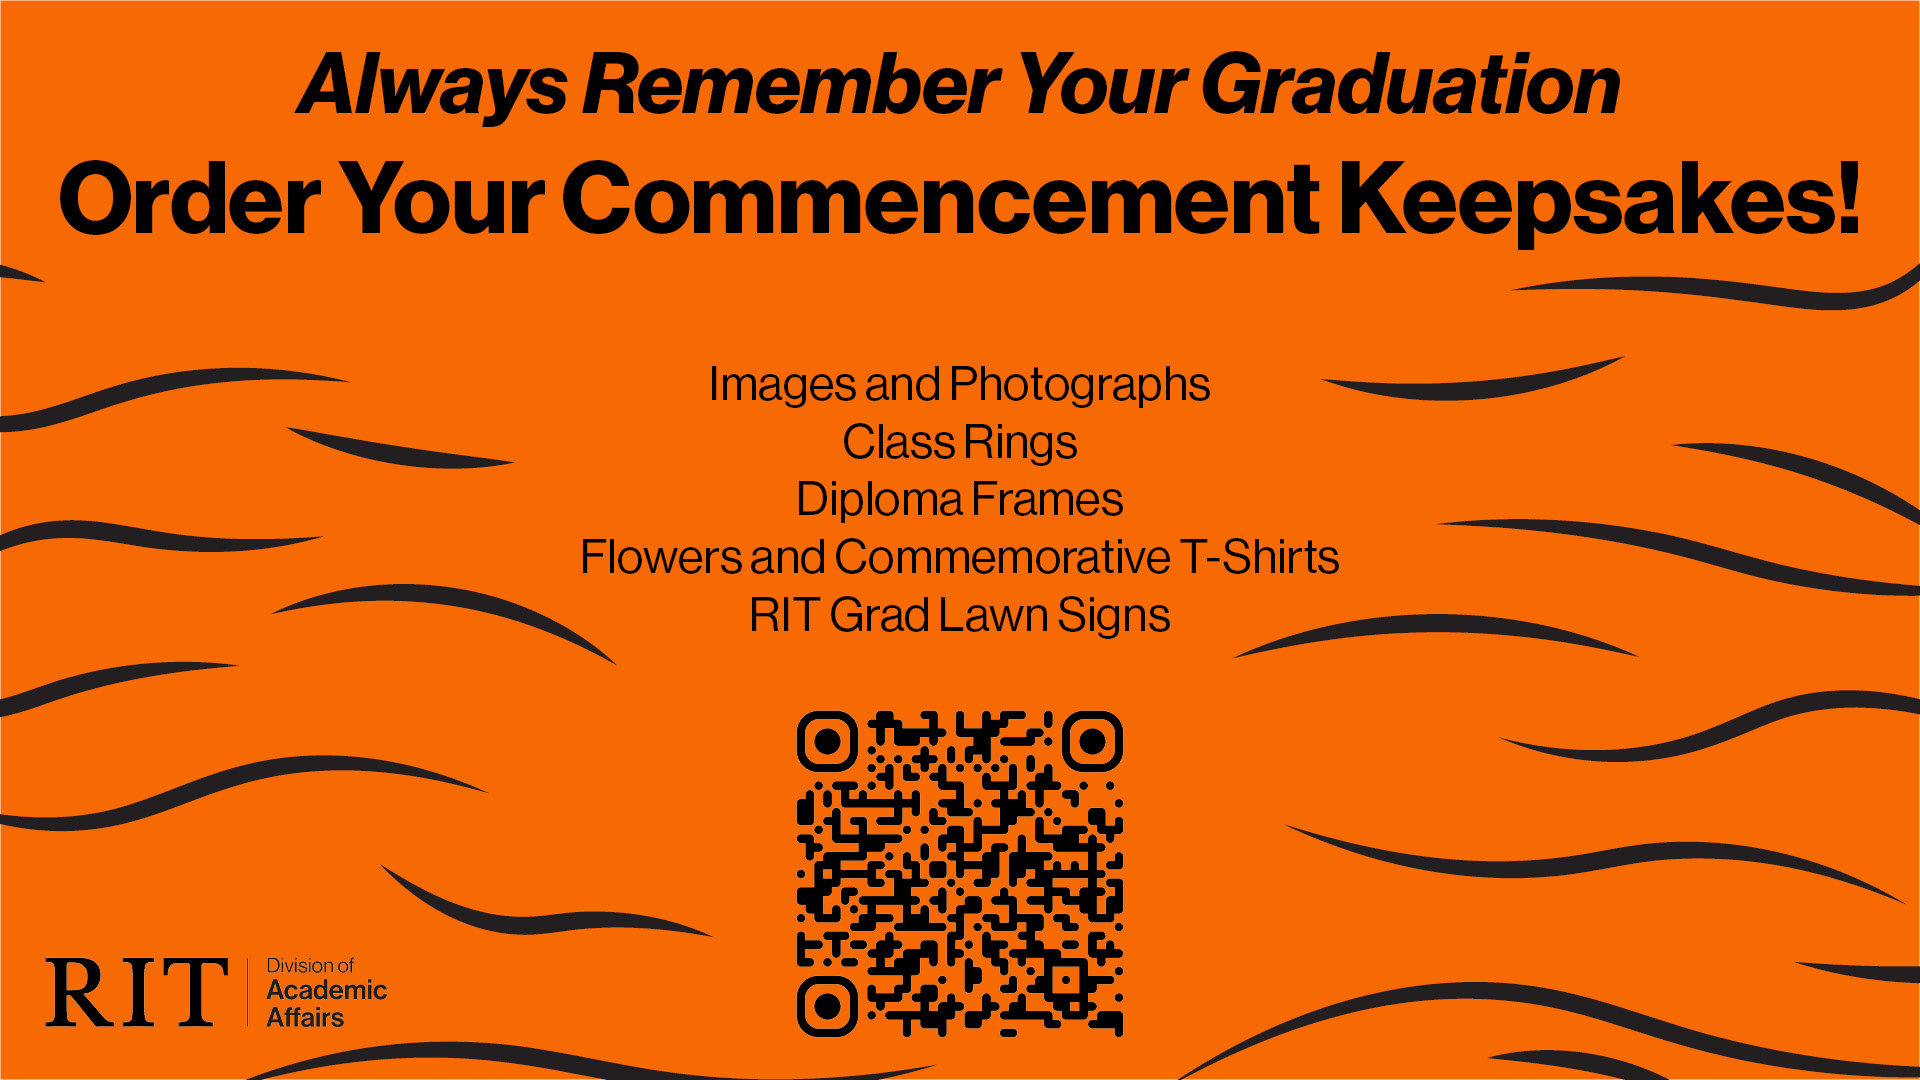 Always Remember Your Graduation
Order Your Commencement Keepsakes!
Images and Photographs
Class Rings
Diploma Frames
Flowers and Commemorative T-Shirts
RIT Grad Lawn Signs
RIT
Division of
Academic
Affairs